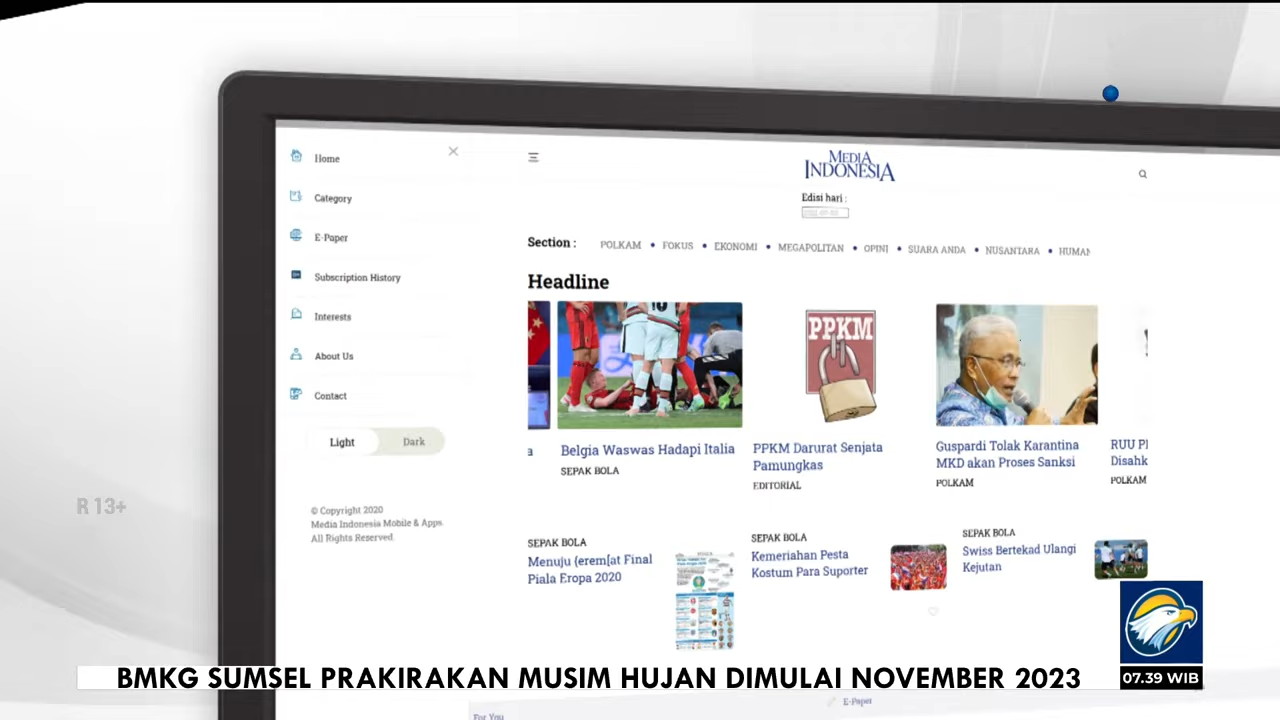 Home
Category
E-Paper
Subscription History
Interests
About Us
Contact
Light Dark
© Copyright 2020
Media Indonesia Mobile & Apps.
All Rights Reserved.
MEDIA
INDONESIA
Edisi hari :
Section : POLKAM • FOKUS • EKONOMI • MEGAPOLITAN • OPINI • SUARA ANDA • NUSANTARA • HUMAN
Headline
PPKM
a
Belgia Waswas Hadapi Italia
SEPAK BOLA
PPKM Darurat Senjata
Pamungkas
EDITORIAL
Guspardi Tolak Karantina
MKD akan Proses Sanksi
POLKAM
RUU Pl
Disahk
POLKAM
SEPAK BOLA
Menuju (erem[at Final
Piala Eropa 2020
SEPAK BOLA
Kemeriahan Pesta
Kostum Para Suporter
SEPAK BOLA
Swiss Bertekad Ulangi
Kejutan
R 13+
BMKG SUMSEL PRAKIRAKAN MUSIM HUJAN DIMULAI NOVEMBER 2023
07.39 WIB
For You
E-Paper